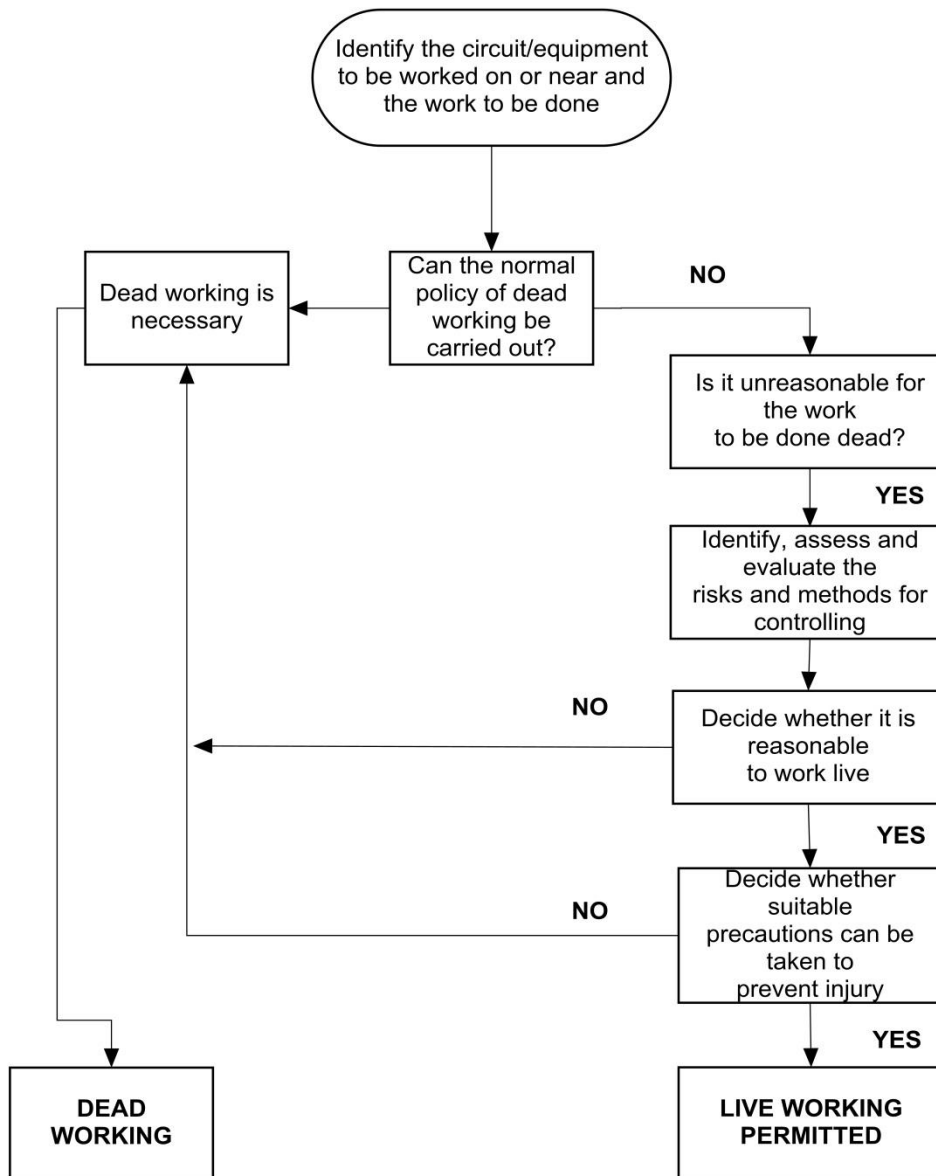 Identify the circuit/equipment
to be worked on or near and
the work to be done
Dead working is
necessary
Can the normal
policy of dead
working be
carried out?
NO
Is it unreasonable for
the work
to be done dead?
YES
Identify, assess and
evaluate the
risks and methods for
controlling
NO
Decide whether it is
reasonable
to work live
YES
NO
Decide whether
suitable
precautions can be
taken to
prevent injury
YES
DEAD
WORKING
LIVE WORKING
PERMITTED